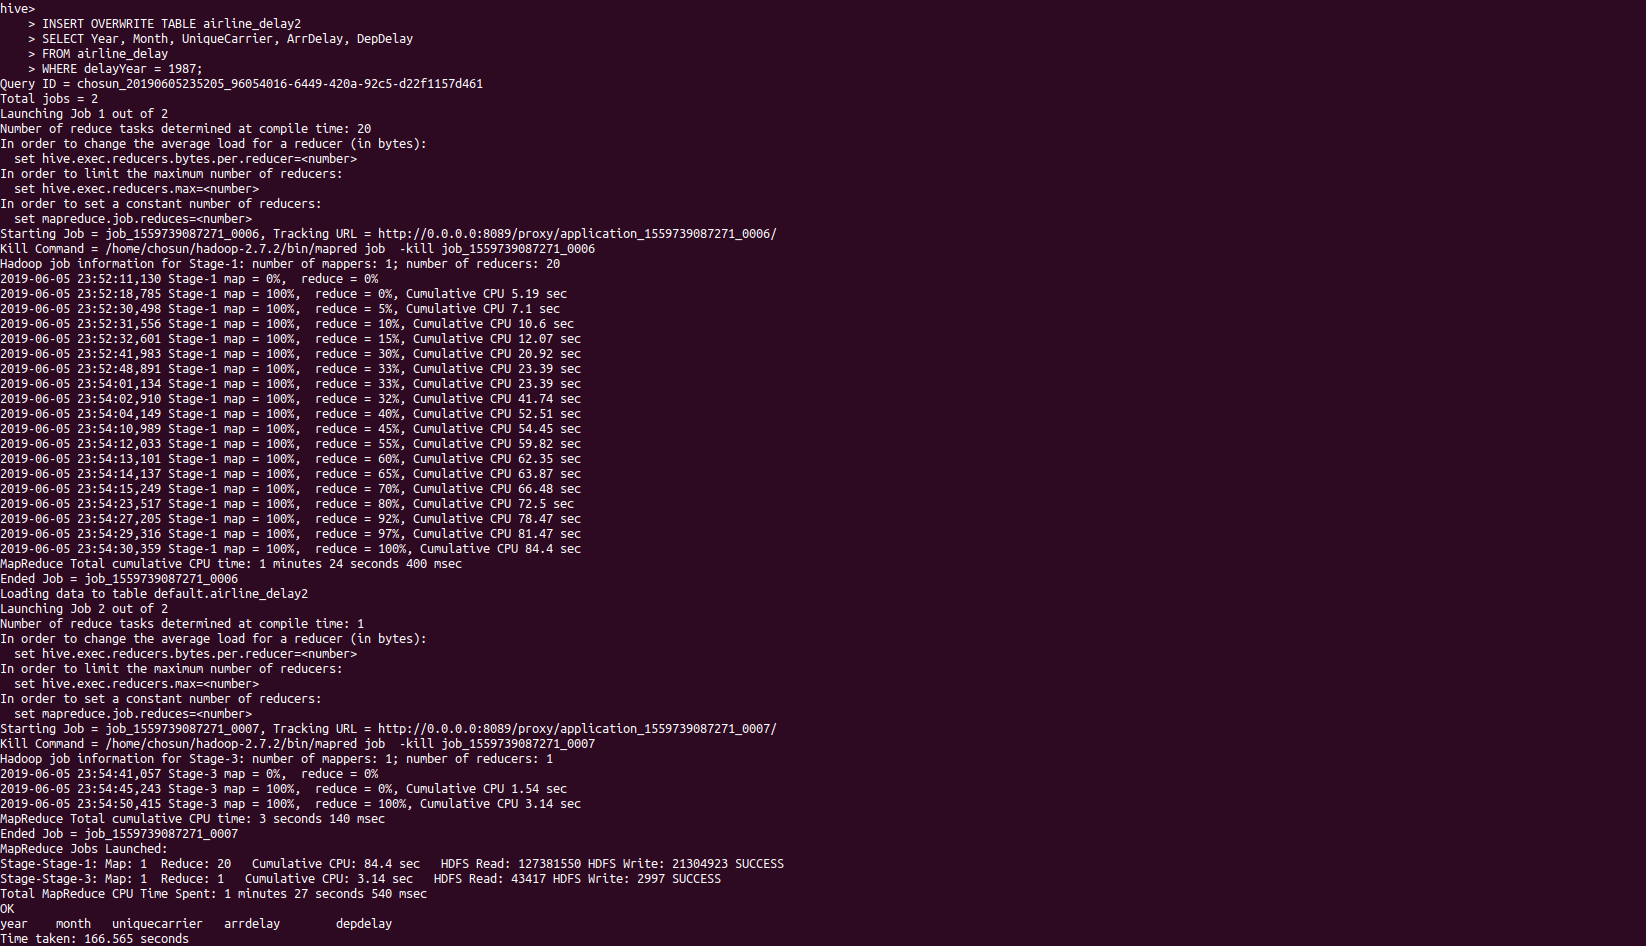 hive>
    > INSERT OVERWRITE TABLE airline_delay2
    > SELECT Year, Month, UniqueCarrier, ArrDelay, DepDelay
    > FROM airline_delay
    > WHERE delayYear = 1987;
Query ID = chosun_20190605235205_96054016-6449-420a-92c5-d22f1157d461
Total jobs = 2
Launching Job 1 out of 2
Number of reduce tasks determined at compile time: 20
In order to change the average load for a reducer (in bytes):
  set hive.exec.reducers.bytes.per.reducer=<number>
In order to limit the maximum number of reducers:
  set hive.exec.reducers.max=<number>
In order to set a constant number of reducers:
  set mapreduce.job.reduces=<number>
Starting Job = job_1559739087271_0006, Tracking URL = http://0.0.0.0:8089/proxy/application_1559739087271_0006/
Kill Command = /home/chosun/hadoop-2.7.2/bin/mapred job  -kill job_1559739087271_0006
Hadoop job information for Stage-1: number of mappers: 1; number of reducers: 20
2019-06-05 23:52:11,130 Stage-1 map = 0%,  reduce = 0%
2019-06-05 23:52:18,785 Stage-1 map = 100%,  reduce = 0%, Cumulative CPU 5.19 sec
2019-06-05 23:52:30,498 Stage-1 map = 100%,  reduce = 5%, Cumulative CPU 7.1 sec
2019-06-05 23:52:31,556 Stage-1 map = 100%,  reduce = 10%, Cumulative CPU 10.6 sec
2019-06-05 23:52:32,601 Stage-1 map = 100%,  reduce = 15%, Cumulative CPU 12.07 sec
2019-06-05 23:52:41,983 Stage-1 map = 100%,  reduce = 30%, Cumulative CPU 20.92 sec
2019-06-05 23:52:48,891 Stage-1 map = 100%,  reduce = 33%, Cumulative CPU 23.39 sec
2019-06-05 23:54:01,134 Stage-1 map = 100%,  reduce = 33%, Cumulative CPU 23.39 sec
2019-06-05 23:54:02,910 Stage-1 map = 100%,  reduce = 32%, Cumulative CPU 41.74 sec
2019-06-05 23:54:04,149 Stage-1 map = 100%,  reduce = 40%, Cumulative CPU 52.51 sec
2019-06-05 23:54:10,989 Stage-1 map = 100%,  reduce = 45%, Cumulative CPU 54.45 sec
2019-06-05 23:54:12,033 Stage-1 map = 100%,  reduce = 55%, Cumulative CPU 59.82 sec
2019-06-05 23:54:13,101 Stage-1 map = 100%,  reduce = 60%, Cumulative CPU 62.35 sec
2019-06-05 23:54:14,137 Stage-1 map = 100%,  reduce = 65%, Cumulative CPU 63.87 sec
2019-06-05 23:54:15,249 Stage-1 map = 100%,  reduce = 70%, Cumulative CPU 66.48 sec
2019-06-05 23:54:23,517 Stage-1 map = 100%,  reduce = 80%, Cumulative CPU 72.5 sec
2019-06-05 23:54:27,205 Stage-1 map = 100%,  reduce = 92%, Cumulative CPU 78.47 sec
2019-06-05 23:54:29,316 Stage-1 map = 100%,  reduce = 97%, Cumulative CPU 81.47 sec
2019-06-05 23:54:30,359 Stage-1 map = 100%,  reduce = 100%, Cumulative CPU 84.4 sec
MapReduce Total cumulative CPU time: 1 minutes 24 seconds 400 msec
Ended Job = job_1559739087271_0006
Loading data to table default.airline_delay2
Launching Job 2 out of 2
Number of reduce tasks determined at compile time: 1
In order to change the average load for a reducer (in bytes):
  set hive.exec.reducers.bytes.per.reducer=<number>
In order to limit the maximum number of reducers:
  set hive.exec.reducers.max=<number>
In order to set a constant number of reducers:
  set mapreduce.job.reduces=<number>
Starting Job = job_1559739087271_0007, Tracking URL = http://0.0.0.0:8089/proxy/application_1559739087271_0007/
Kill Command = /home/chosun/hadoop-2.7.2/bin/mapred job  -kill job_1559739087271_0007
Hadoop job information for Stage-3: number of mappers: 1; number of reducers: 1
2019-06-05 23:54:41,057 Stage-3 map = 0%,  reduce = 0%
2019-06-05 23:54:45,243 Stage-3 map = 100%,  reduce = 0%, Cumulative CPU 1.54 sec
2019-06-05 23:54:50,415 Stage-3 map = 100%,  reduce = 100%, Cumulative CPU 3.14 sec
MapReduce Total cumulative CPU time: 3 seconds 140 msec
Ended Job = job_1559739087271_0007
MapReduce Jobs Launched:
Stage-Stage-1: Map: 1  Reduce: 20   Cumulative CPU: 84.4 sec   HDFS Read: 127381550 HDFS Write: 21304923 SUCCESS
Stage-Stage-3: Map: 1  Reduce: 1   Cumulative CPU: 3.14 sec   HDFS Read: 43417 HDFS Write: 2997 SUCCESS
Total MapReduce CPU Time Spent: 1 minutes 27 seconds 540 msec
OK
year    month   uniquecarrier   arrdelay        depdelay
Time taken: 166.565 seconds